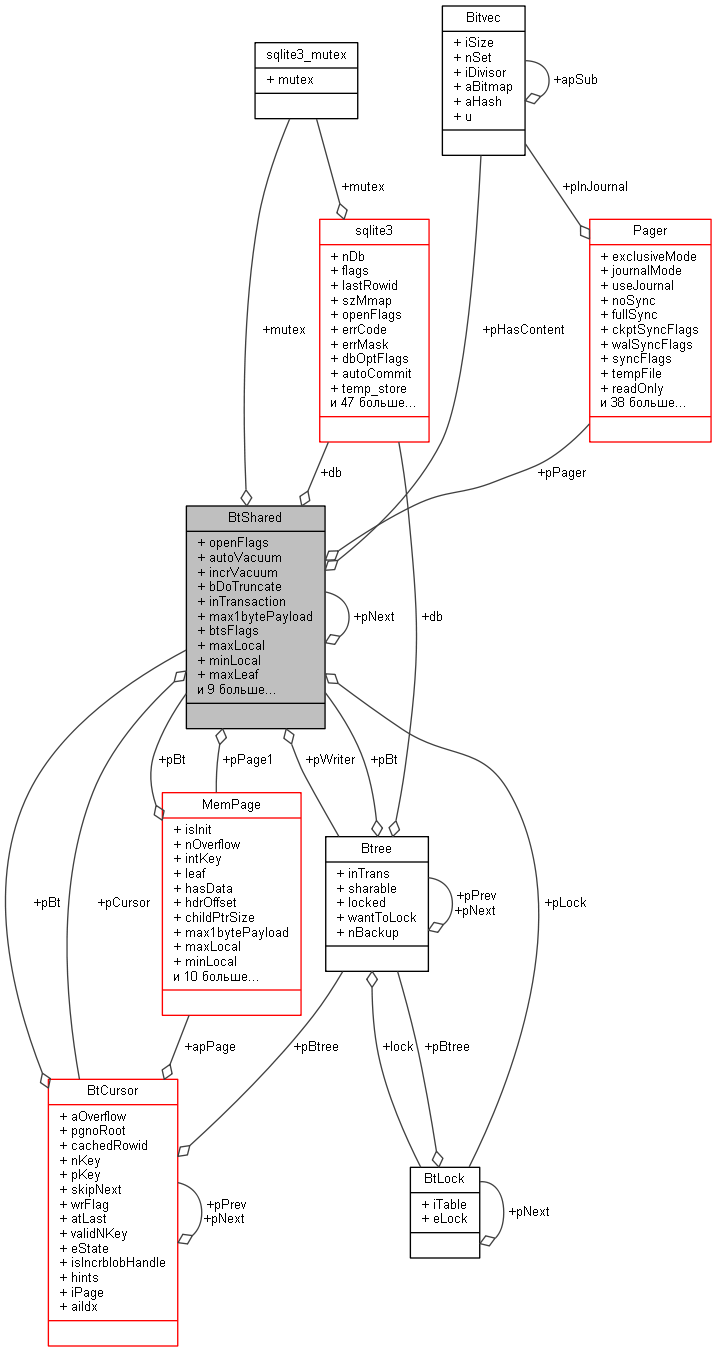 Bitvec
+ iSize
+ nSet
+ iDivisor
+ aBitmap
+ aHash
+ u
+apSub
sqlite3_mutex
+ mutex
+mutex
+pInJournal
sqlite3
+ nDb
+ flags
+ lastRowid
+ szMmap
+ openFlags
+ errCode
+ errMask
+ dbOptFlags
+ autoCommit
+ temp_store
и 47 больше...
Pager
+ exclusiveMode
+ journalMode
+ useJournal
+ noSync
+ fullSync
+ ckptSyncFlags
+ walSyncFlags
+ syncFlags
+ tempFile
+ readOnly
и 38 больше...
+mutex
+pHasContent
+db
+pPager
BtShared
+ openFlags
+ autoVacuum
+ incrVacuum
+ bDoTruncate
+ inTransaction
+ max1bytePayload
+ btsFlags
+ maxLocal
+ minLocal
+ maxLeaf
и 9 больше...
+pNext
+db
+pBt
+pPage1
+pWriter
+pBt
MemPage
+ isInit
+ nOverflow
+ intKey
+ leaf
+ hasData
+ hdrOffset
+ childPtrSize
+ max1bytePayload
+ maxLocal
+ minLocal
и 10 больше...
Btree
+ inTrans
+ sharable
+ locked
+ wantToLock
+ nBackup
+pPrev
+pNext
+pBt
+pCursor
+pLock
+apPage
+pBtree
+lock
+pBtree
BtCursor
+ aOverflow
+ pgnoRoot
+ cachedRowid
+ nKey
+ pKey
+ skipNext
+ wrFlag
+ atLast
+ validNKey
+ eState
+ isIncrblobHandle
+ hints
+ iPage
+ aiIdx
+pPrev
+pNext
BtLock
+ iTable
+ eLock
+pNext